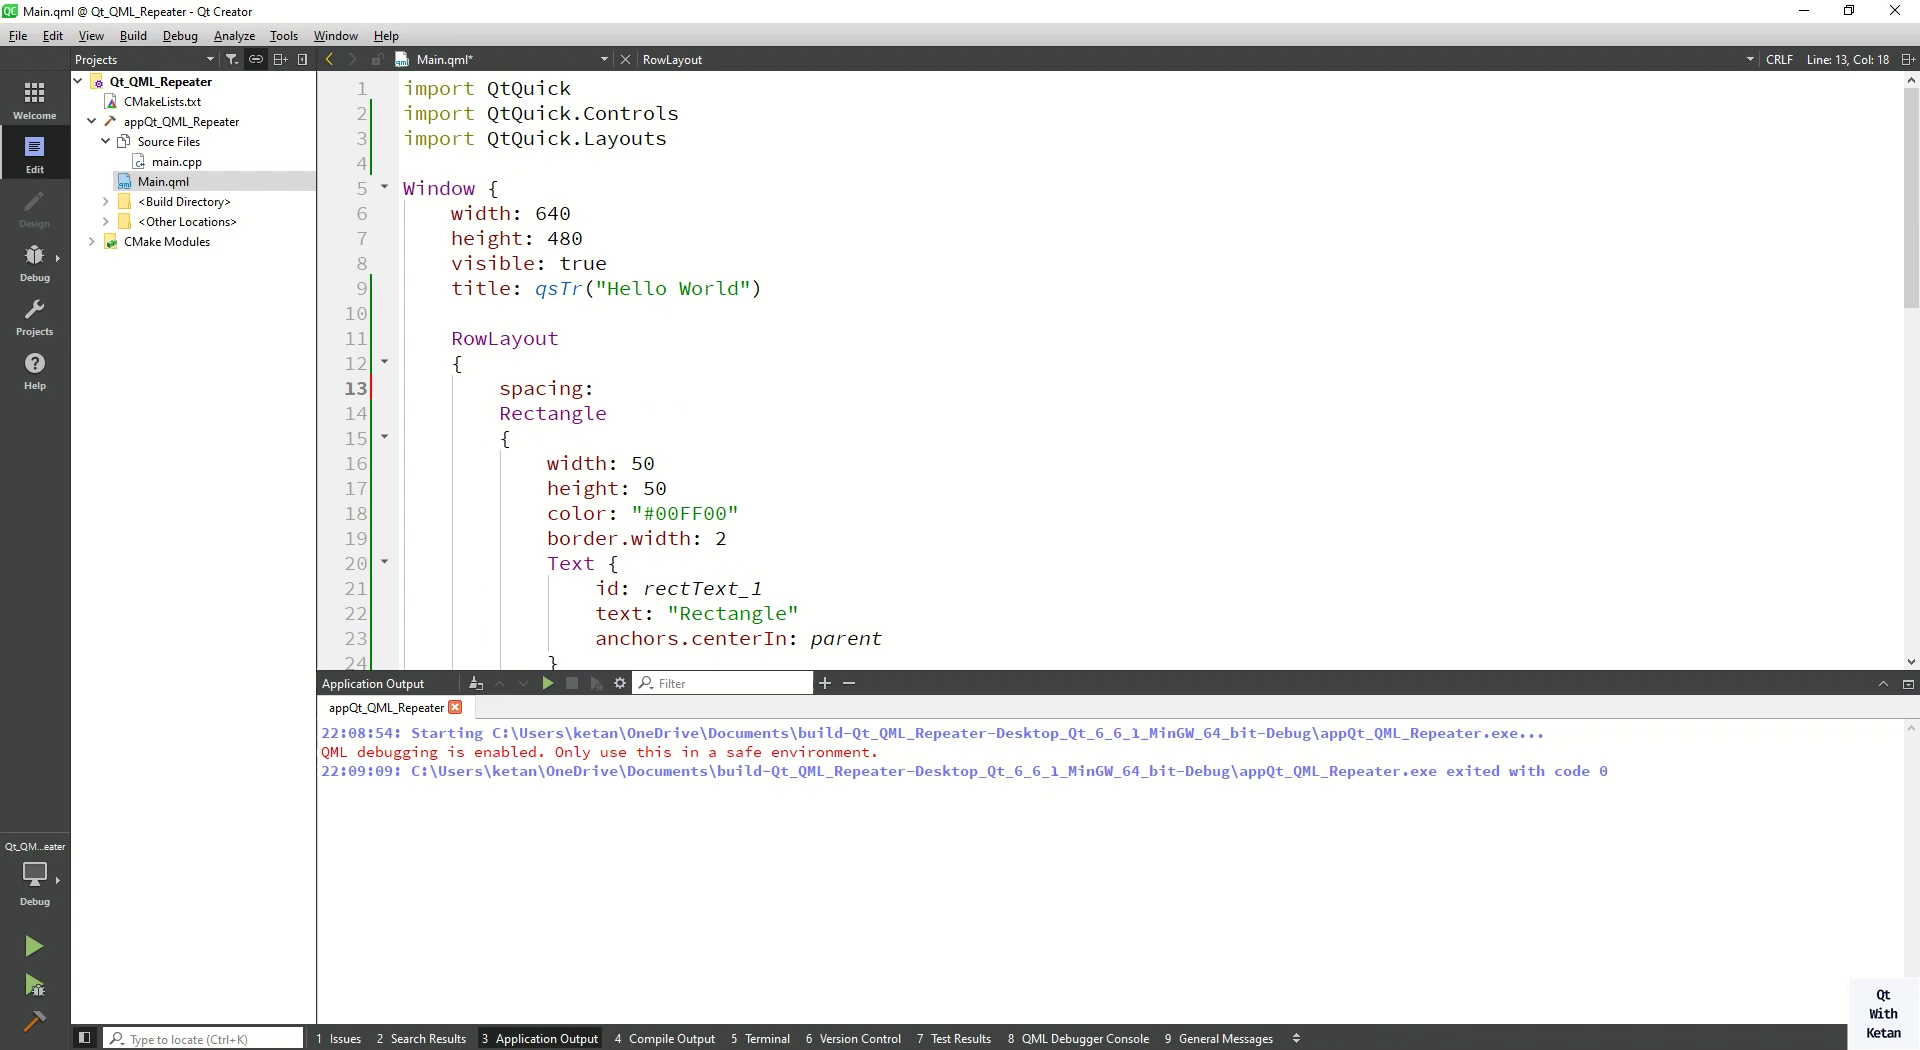 Main.qml @ Qt_QML_Repeater - Qt Creator
File Edit View Build Debug Analyze Tools Window Help
Projects Main.qml* RowLayout CRLF Line: 13, Col: 18
Welcome
Edit
Design
Debug
Projects
Help
Qt_QML_Repeater
CMakeLists.txt
appQt_QML_Repeater
Source Files
main.cpp
Main.qml
<Build Directory>
<Other Locations>
CMake Modules
1 import QtQuick
2 import QtQuick.Controls
3 import QtQuick.Layouts
4
5 Window {
6 width: 640
7 height: 480
8 visible: true
9 title: qsTr("Hello World")
10
11 RowLayout
12 {
13 spacing:
14 Rectangle
15 {
16 width: 50
17 height: 50
18 color: "#00FF00"
19 border.width: 2
20 Text {
21 id: rectText_1
22 text: "Rectangle"
23 anchors.centerIn: parent
24 }
Application Output Filter
appQt_QML_Repeater
22:08:54: Starting C:\Users\ketan\OneDrive\Documents\build-Qt_QML_Repeater-Desktop_Qt_6_6_1_MinGW_64_bit-Debug\appQt_QML_Repeater.exe...
QML debugging is enabled. Only use this in a safe environment.
22:09:09: C:\Users\ketan\OneDrive\Documents\build-Qt_QML_Repeater-Desktop_Qt_6_6_1_MinGW_64_bit-Debug\appQt_QML_Repeater.exe exited with code 0
Qt_QM...eater
Debug
Type to locate (Ctrl+K) 1 Issues 2 Search Results 3 Application Output 4 Compile Output 5 Terminal 6 Version Control 7 Test Results 8 QML Debugger Console 9 General Messages
Qt
With
Ketan